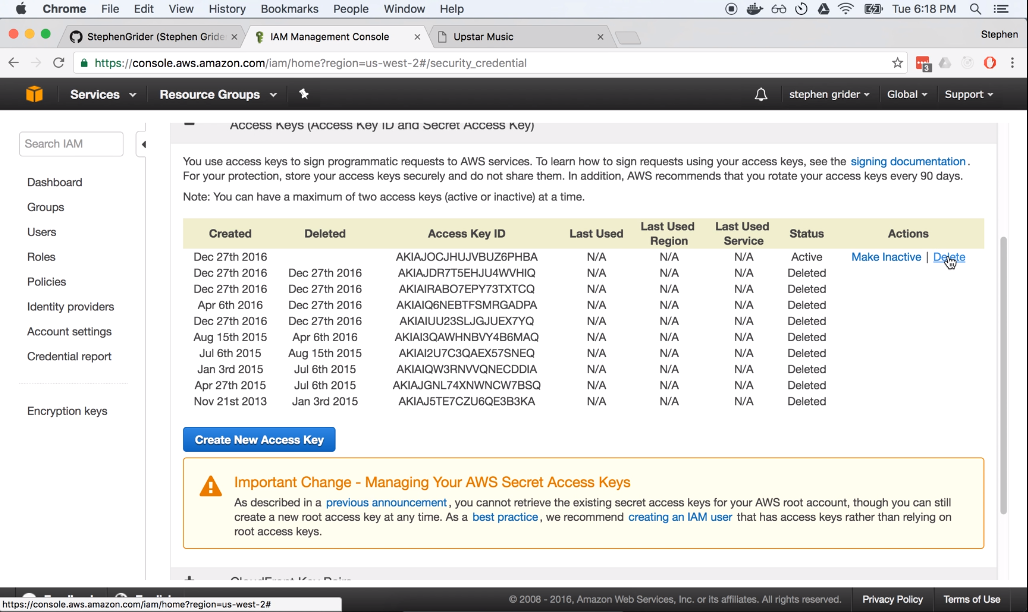 Chrome File Edit View History Bookmarks People Window Help Tue 6:18 PM
StephenGrider (Stephen Gride IAM Management Console Upstar Music Stephen
https://console.aws.amazon.com/iam/home?region=us-west-2#/security_credential 3
Services Resource Groups stephen grider Global Support
Search IAM
Dashboard
Groups
Users
Roles
Policies
Identity providers
Account settings
Credential report
Encryption keys
Access Keys (Access Key ID and Secret Access Key)
You use access keys to sign programmatic requests to AWS services. To learn how to sign requests using your access keys, see the signing documentation.
For your protection, store your access keys securely and do not share them. In addition, AWS recommends that you rotate your access keys every 90 days.
Note: You can have a maximum of two access keys (active or inactive) at a time.
Created Deleted Access Key ID Last Used Last Used Region Last Used Service Status Actions
Dec 27th 2016 AKIAJOCJHUJVBUZ6PHBA N/A N/A N/A Active Make Inactive | Delete
Dec 27th 2016 Dec 27th 2016 AKIAJDR7T5EHJU4WVHIQ N/A N/A N/A Deleted
Dec 27th 2016 Dec 27th 2016 AKIAIRABO7EPY73TXTCQ N/A N/A N/A Deleted
Apr 6th 2016 Dec 27th 2016 AKIAIQ6NEBTFSMRGADPA N/A N/A N/A Deleted
Dec 27th 2016 Dec 27th 2016 AKIAIUU23SLJGJUEX7YQ N/A N/A N/A Deleted
Aug 15th 2015 Apr 6th 2016 AKIAI3QAWHNBVY4B6MAQ N/A N/A N/A Deleted
Jul 6th 2015 Aug 15th 2015 AKIAI2U7C3QAEX57SNEQ N/A N/A N/A Deleted
Jan 3rd 2015 Jul 6th 2015 AKIAIQW3RNVVQNECDDIA N/A N/A N/A Deleted
Apr 27th 2015 Jul 6th 2015 AKIAJGNL74XNWNCW7BSQ N/A N/A N/A Deleted
Nov 21st 2013 Jan 3rd 2015 AKIAJ5TE7CZU6QE3B3KA N/A N/A N/A Deleted
Create New Access Key
Important Change - Managing Your AWS Secret Access Keys
As described in a previous announcement, you cannot retrieve the existing secret access keys for your AWS root account, though you can still
create a new root access key at any time. As a best practice, we recommend creating an IAM user that has access keys rather than relying on
root access keys.
https://console.aws.amazon.com/iam/home?region=us-west-2#
© 2008 - 2016, Amazon Web Services, Inc. or its affiliates. All rights reserved. Privacy Policy Terms of Use